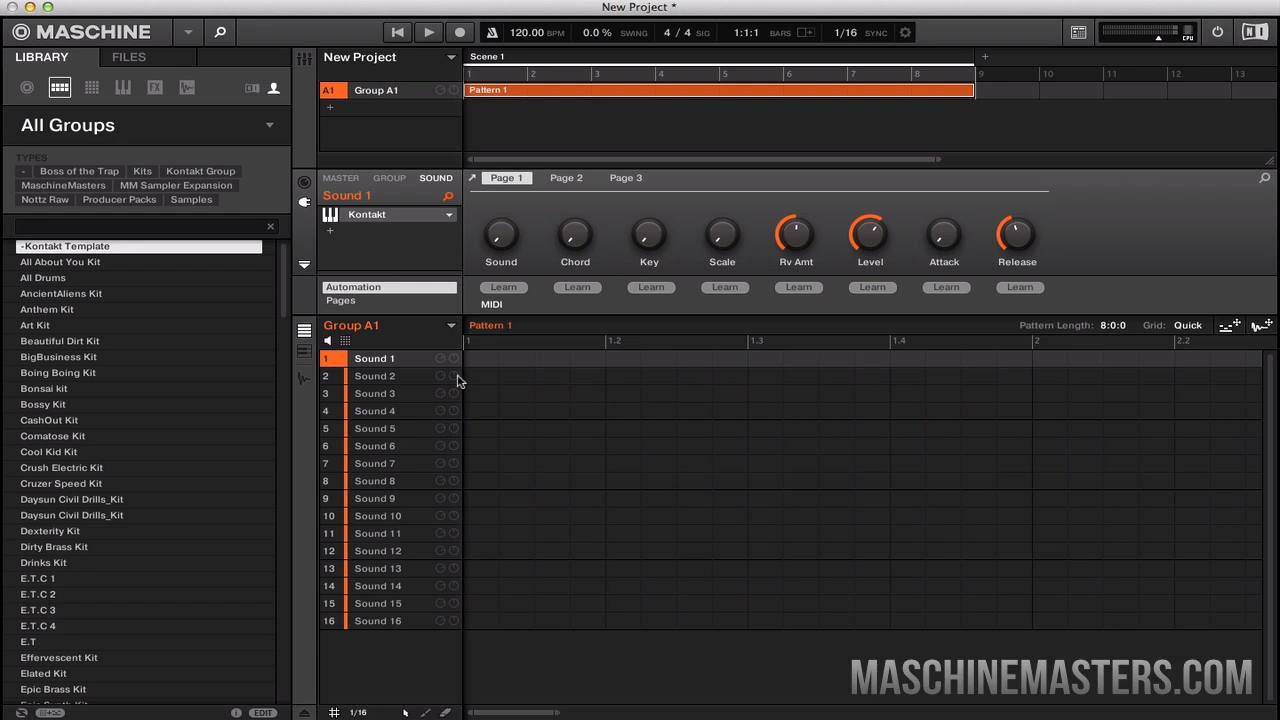 New Project *
MASCHINE
120.00 BPM 0.0 % SWING 4 / 4 SIG 1:1:1 BARS 1/16 SYNC CPU
LIBRARY FILES
New Project
Scene 1 +
1 2 3 4 5 6 7 8 9 10 11 12 13
FX
A1 Group A1 Pattern 1
+
All Groups
TYPES
- Boss of the Trap Kits Kontakt Group
MaschineMasters MM Sampler Expansion
Nottz Raw Producer Packs Samples
MASTER GROUP SOUND
Page 1 Page 2 Page 3
Sound 1
Kontakt
+
Sound Chord Key Scale Rv Amt Level Attack Release
Automation
Learn Learn Learn Learn Learn Learn Learn Learn
Pages
MIDI
-Kontakt Template
All About You Kit
All Drums
AncientAliens Kit
Anthem Kit
Art Kit
Beautiful Dirt Kit
BigBusiness Kit
Boing Boing Kit
Bonsai kit
Bossy Kit
CashOut Kit
Comatose Kit
Cool Kid Kit
Crush Electric Kit
Cruzer Speed Kit
Daysun Civil Drills_Kit
Daysun Civil Drills_Kit
Dexterity Kit
Dirty Brass Kit
Drinks Kit
E.T.C 1
E.T.C 2
E.T.C 3
E.T.C 4
E.T
Effervescent Kit
Elated Kit
Epic Brass Kit
Epic Synth Kit
EDIT
Group A1
Pattern 1 Pattern Length: 8:0:0 Grid: Quick
1 1.2 1.3 1.4 2 2.2
1 Sound 1
2 Sound 2
3 Sound 3
4 Sound 4
5 Sound 5
6 Sound 6
7 Sound 7
8 Sound 8
9 Sound 9
10 Sound 10
11 Sound 11
12 Sound 12
13 Sound 13
14 Sound 14
15 Sound 15
16 Sound 16
1/16
MASCHINEMASTERS.COM